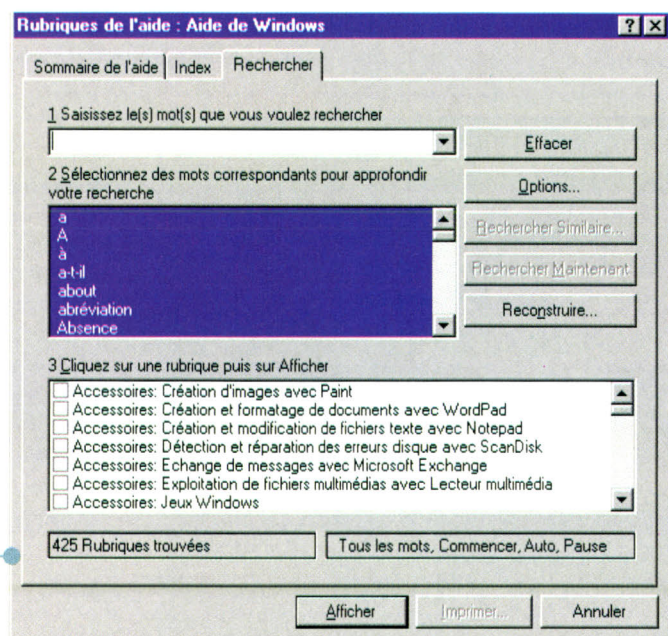 Rubriques de l'aide : Aide de Windows
Sommaire de l'aide Index Rechercher
1 Saisissez le(s) mot(s) que vous voulez rechercher
Effacer
2 Sélectionnez des mots correspondants pour approfondir
votre recherche
Options...
a
A
à
a-t-il
about
abréviation
Absence
Rechercher Similaire...
Rechercher Maintenant
Reconstruire...
3 Cliquez sur une rubrique puis sur Afficher
Accessoires: Création d'images avec Paint
Accessoires: Création et formatage de documents avec WordPad
Accessoires: Création et modification de fichiers texte avec Notepad
Accessoires: Détection et réparation des erreurs disque avec ScanDisk
Accessoires: Echange de messages avec Microsoft Exchange
Accessoires: Exploitation de fichiers multimédias avec Lecteur multimédia
Accessoires: Jeux Windows
425 Rubriques trouvées Tous les mots, Commencer, Auto, Pause
Afficher Imprimer... Annuler